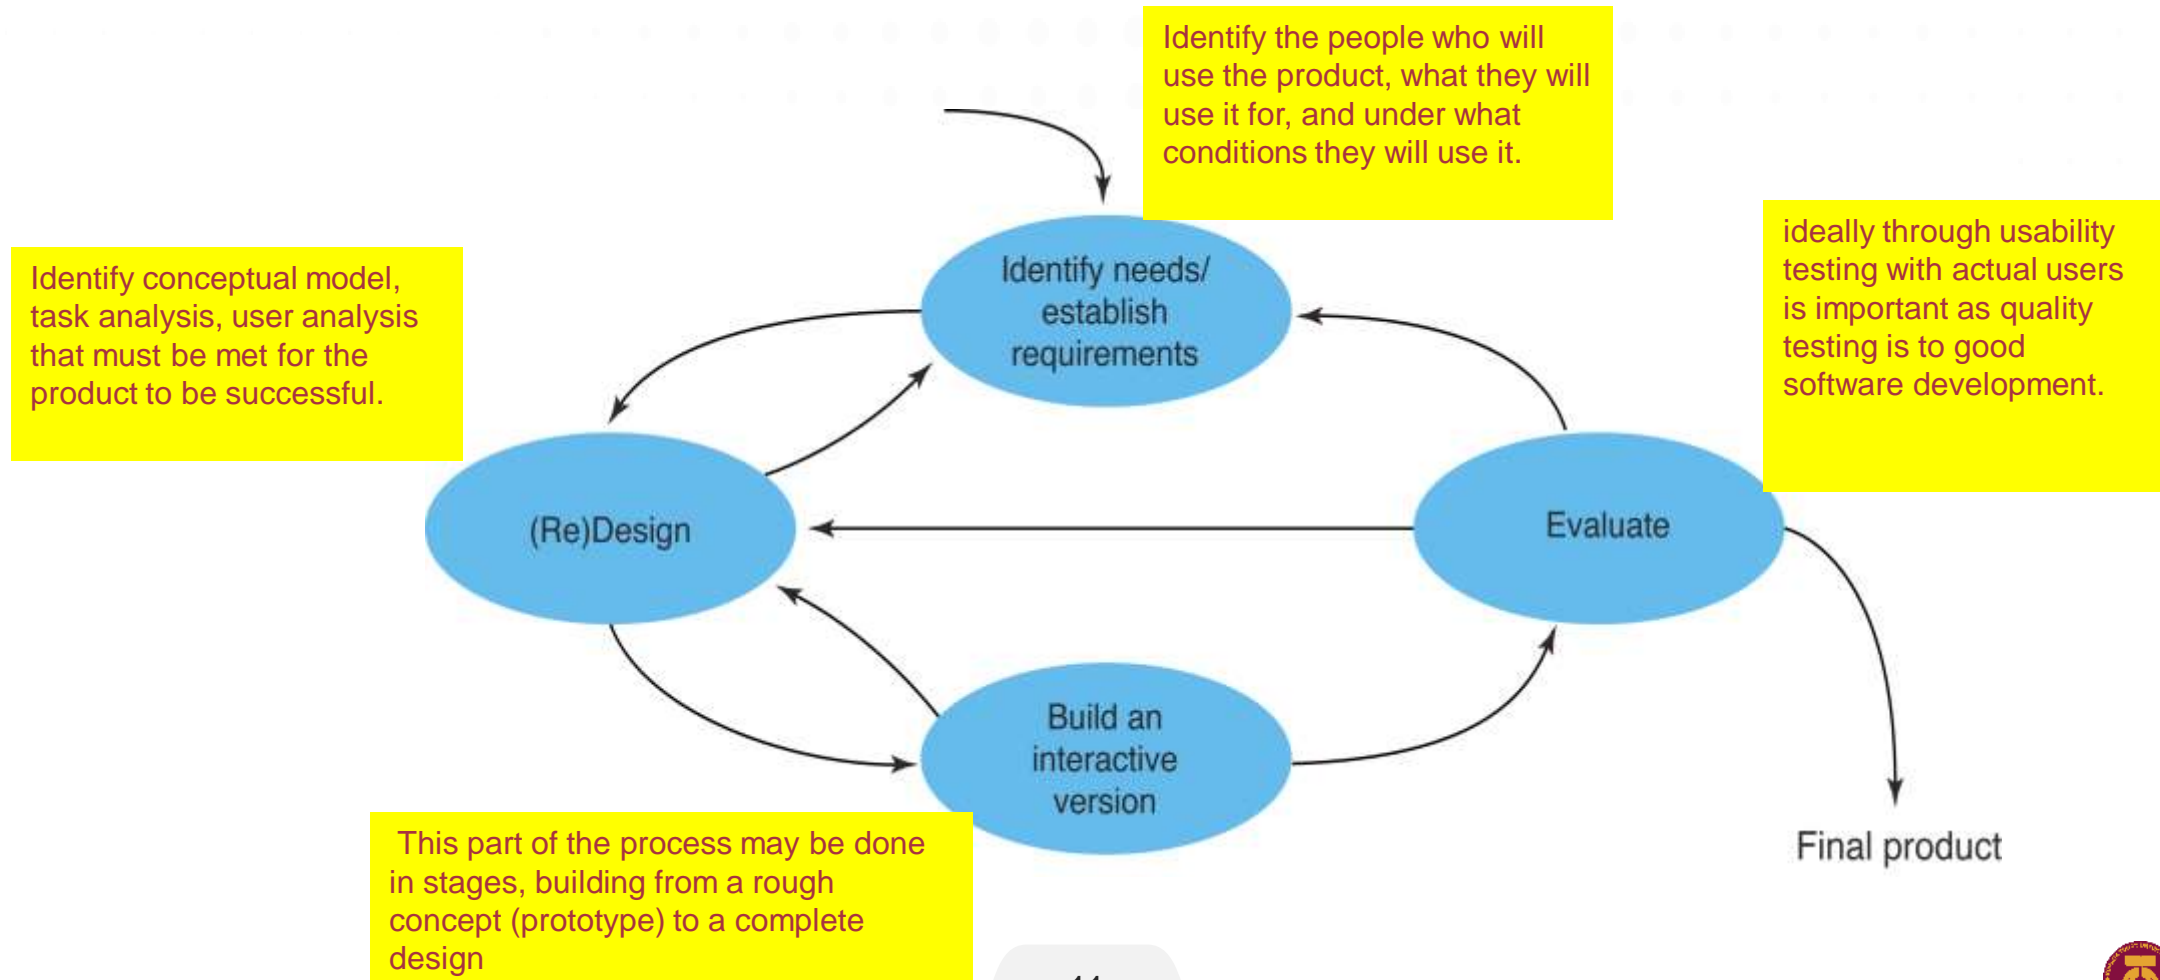 Identify the people who will
use the product, what they will
use it for, and under what
conditions they will use it.
Identify needs/
establish
requirements
ideally through usability
testing with actual users
is important as quality
testing is to good
software development.
Identify conceptual model,
task analysis, user analysis
that must be met for the
product to be successful.
(Re)Design
Evaluate
Build an
interactive
version
This part of the process may be done
in stages, building from a rough
concept (prototype) to a complete
design
Final product